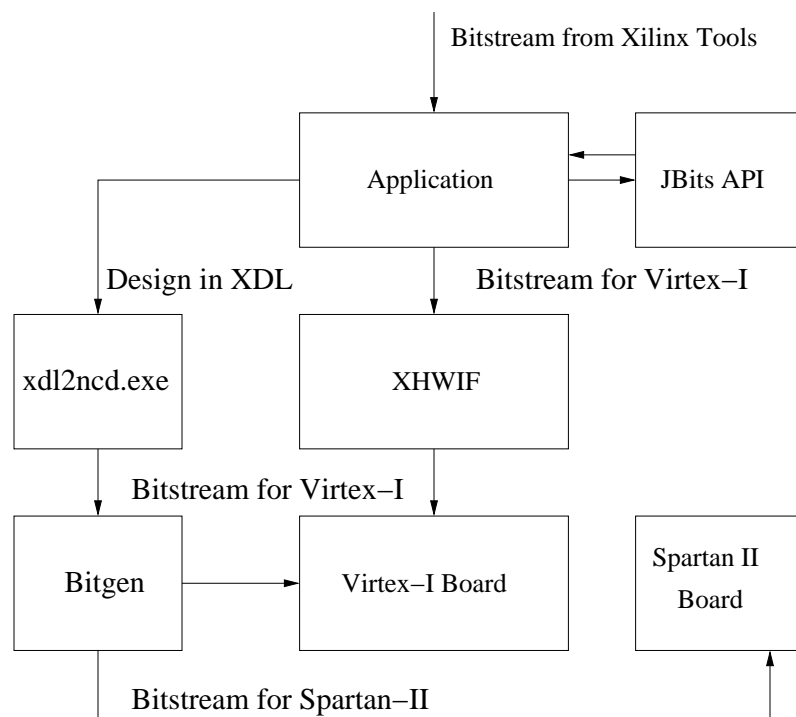 Bitstream from Xilinx Tools
Application
JBits API
Design in XDL
Bitstream for Virtex−I
xdl2ncd.exe
XHWIF
Bitstream for Virtex−I
Bitgen
Virtex−I Board
Spartan II
Board
Bitstream for Spartan−II